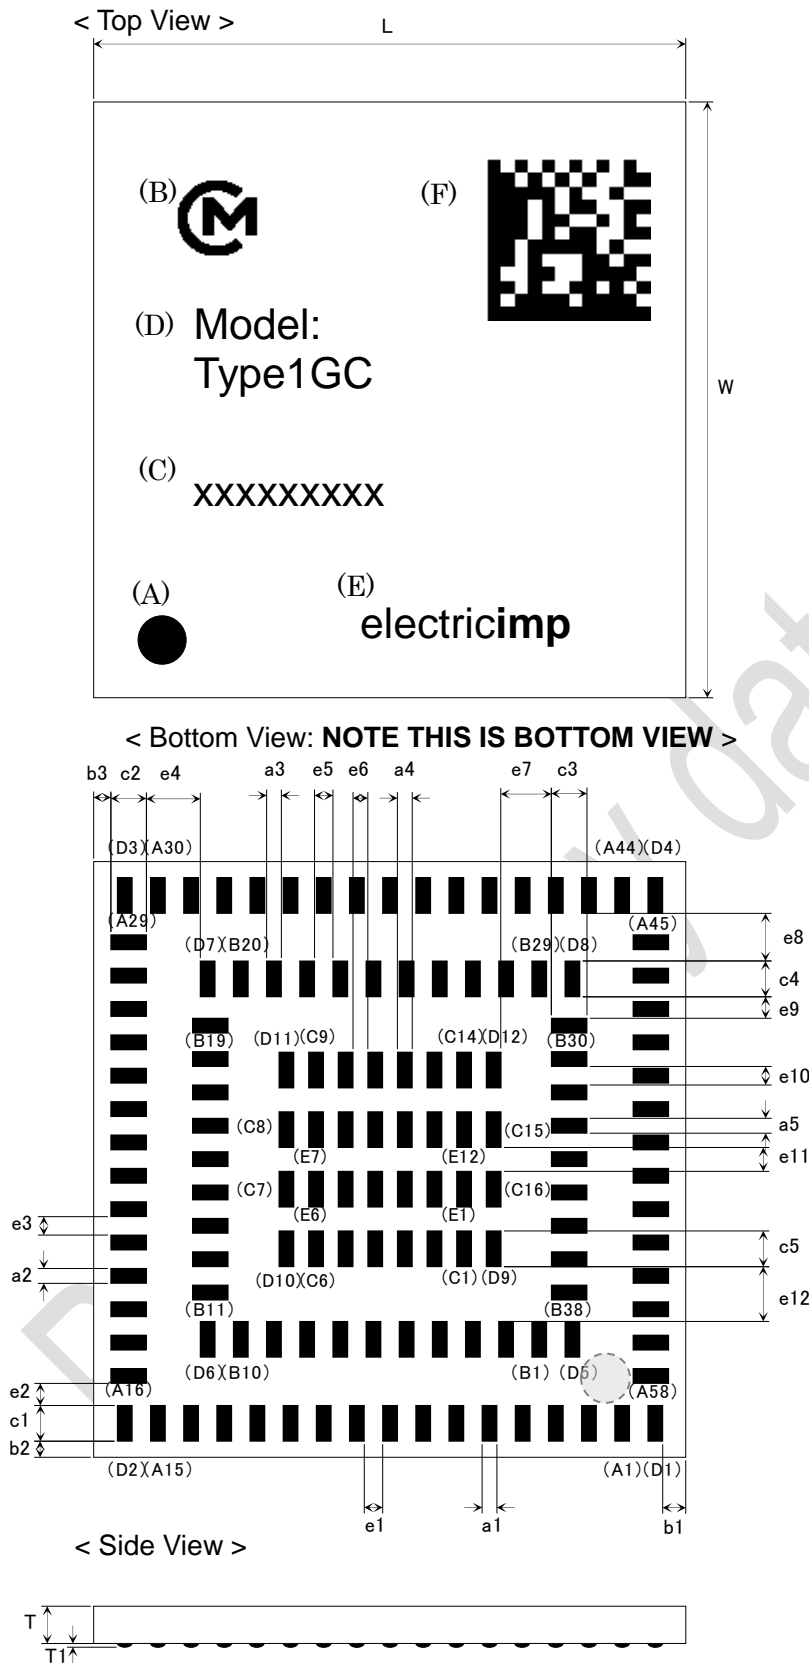 < Top View >
L
(B)
CM
(F)
(D) Model:
Type1GC
W
(C)
xxxxxxxxx
(A)
(E)
electricimp
< Bottom View: NOTE THIS IS BOTTOM VIEW >
b3 c2 e4 a3 e5 e6 a4 e7 c3
(D3)(A30) (A44)(D4)
(A29) (A45)
e8
(D7)(B20) (B29)(D8)
c4
e9
(B19) (D11)(C9) (C14)(D12) (B30)
e10
a5
(C8) (C15)
(E7) (E12)
e11
(C7) (C16)
(E6) (E1)
e3
c5
a2
(D10)(C6) (C1)(D9)
e12
(B11) (B38)
(D6)(B10) (B1)(D5)
e2 (A16) (A58)
c1
b2
(D2)(A15) (A1)(D1)
e1 a1 b1
< Side View >
T
T1